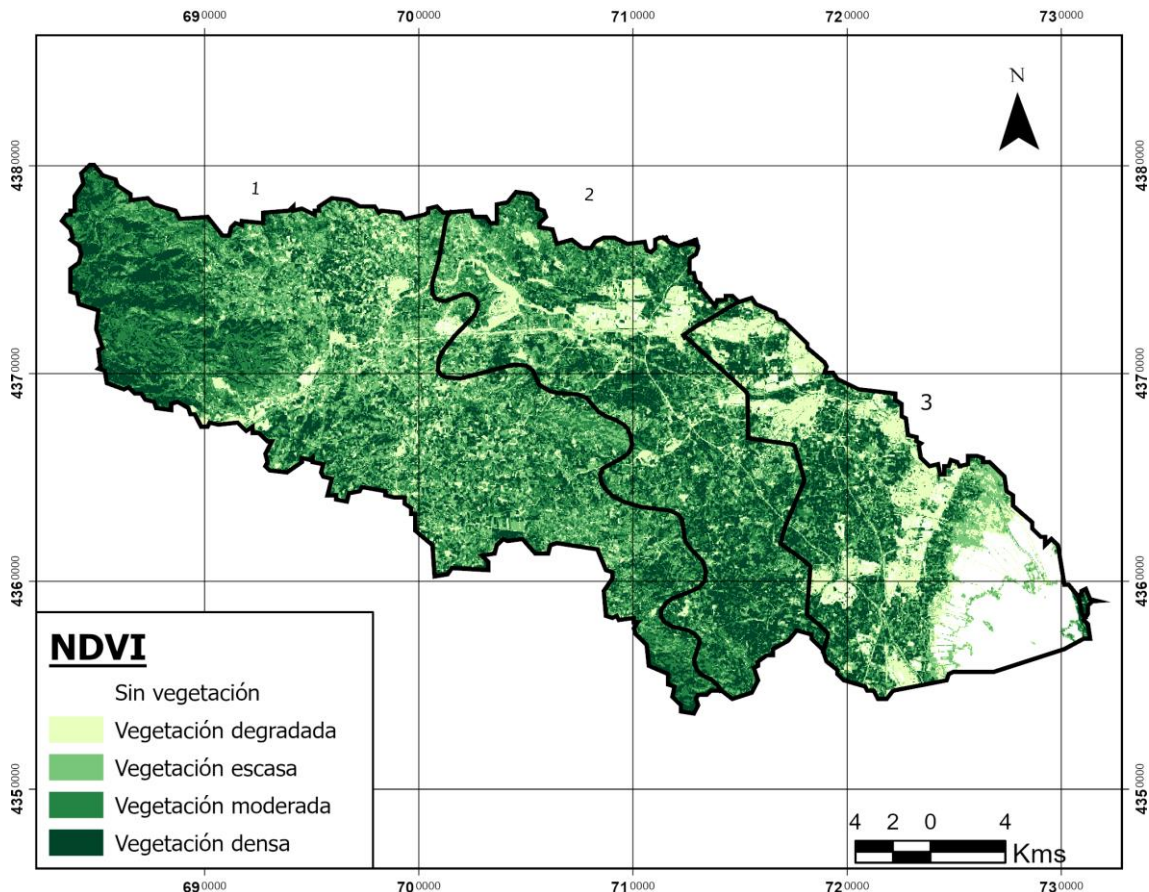 690000 700000 710000 720000 730000
N
4380000 4380000
1 2
4370000 4370000
3
4360000 4360000
NDVI
Sin vegetación
Vegetación degradada
Vegetación escasa
Vegetación moderada
Vegetación densa
4350000 4350000
4 2 0 4
Kms
690000 700000 710000 720000 730000